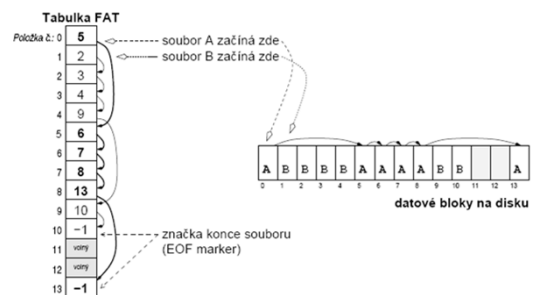 Tabulka FAT
Položka č.: 0 5
1 2
2 3
3 4
4 9
5 6
6 7
7 8
8 13
9 10
10 −1
11 volný
12 volný
13 −1
soubor A začíná zde
soubor B začíná zde
značka konce souboru
(EOF marker)
A B B B B A A A A B B A
0 1 2 3 4 5 6 7 8 9 10 11 12 13
datové bloky na disku